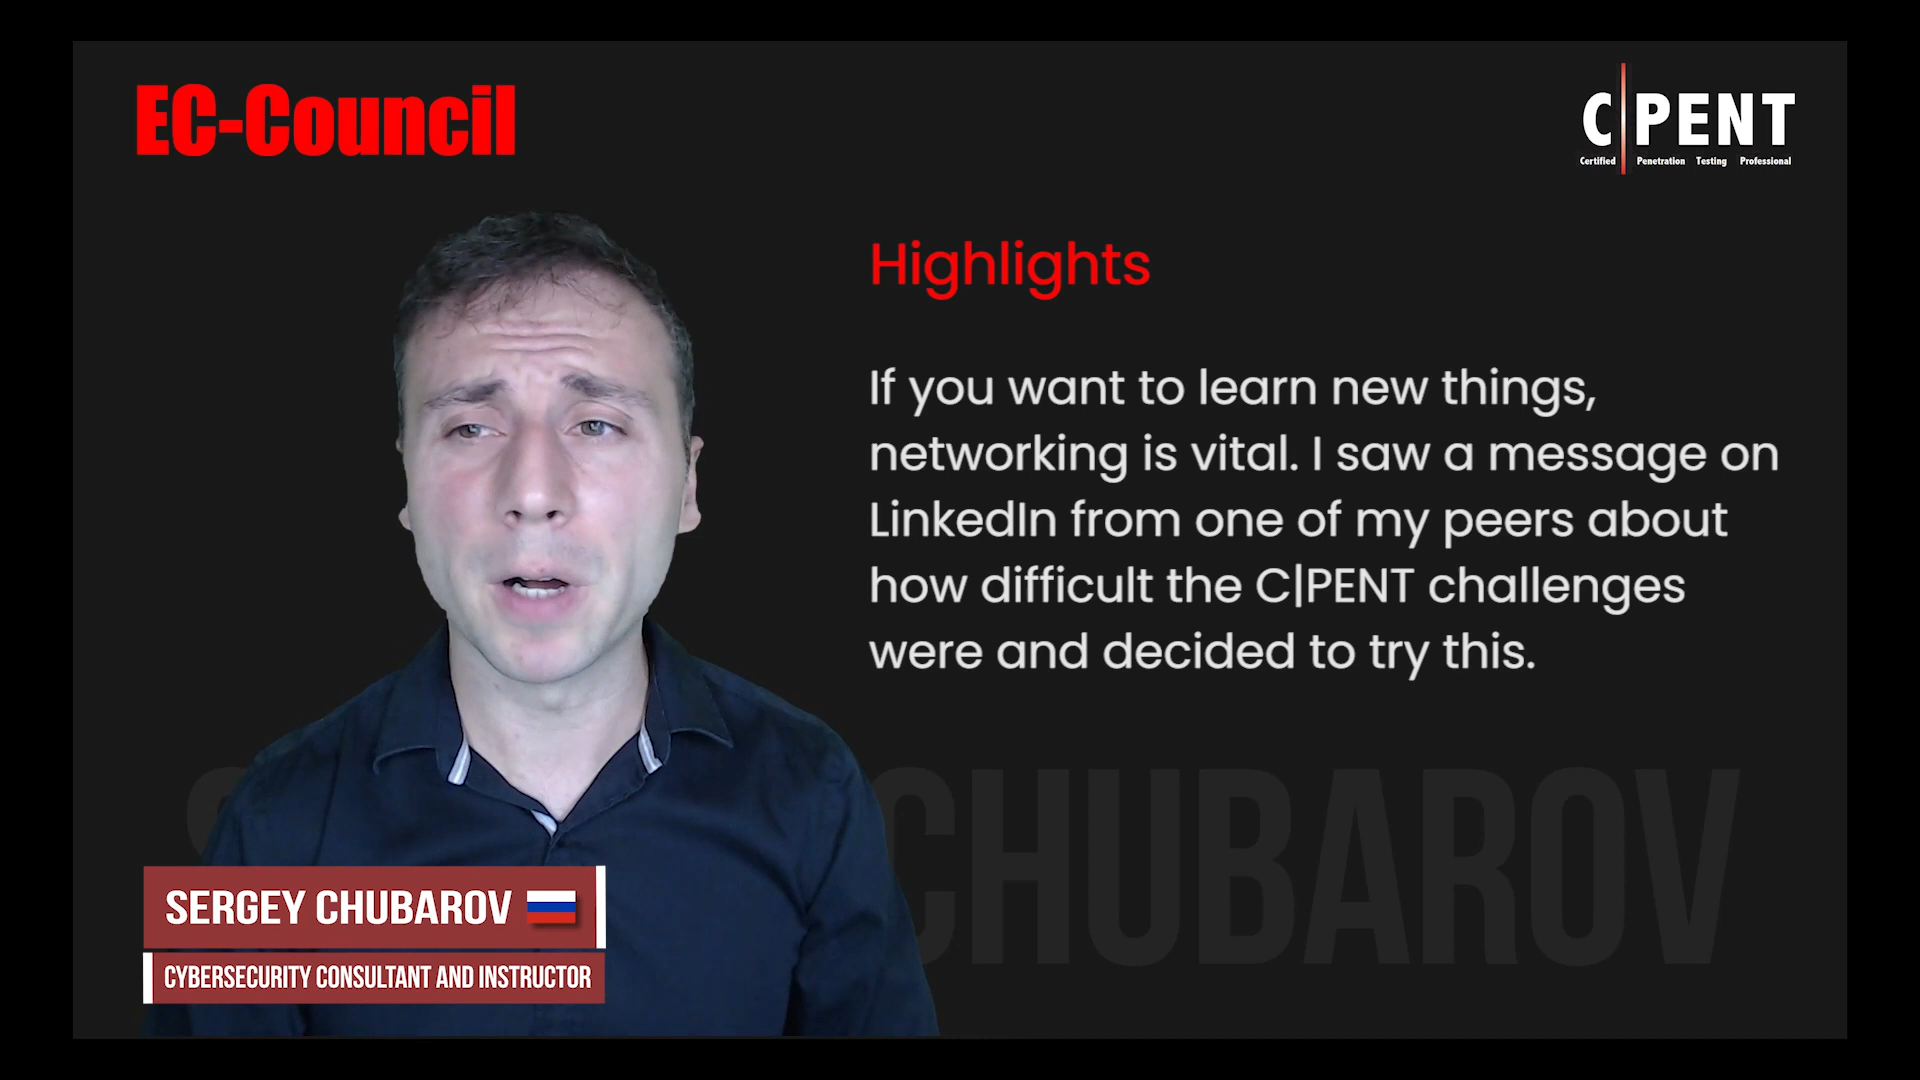 EC-Council
C|PENT
Certified Penetration Testing Professional
Highlights
If you want to learn new things,
networking is vital. I saw a message on
LinkedIn from one of my peers about
how difficult the C|PENT challenges
were and decided to try this.
CHUBAROV
SERGEY CHUBAROV
CYBERSECURITY CONSULTANT AND INSTRUCTOR